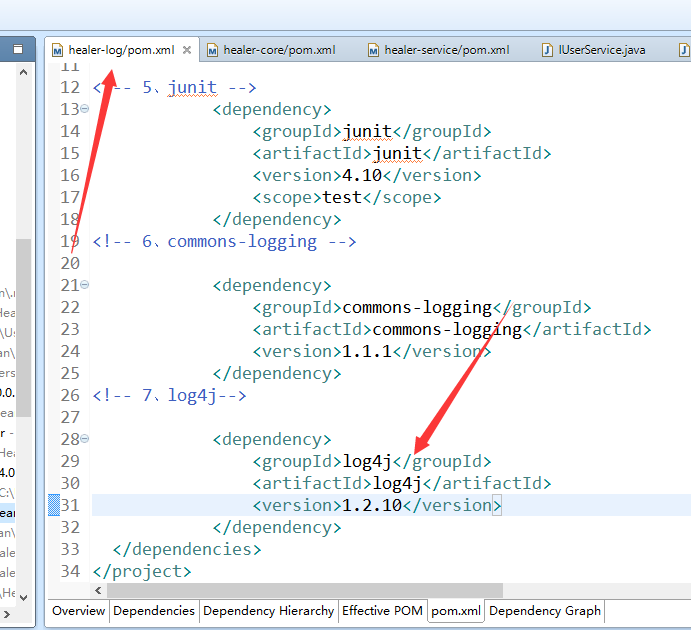 healer-log/pom.xml
healer-core/pom.xml
healer-service/pom.xml
IUserService.java
11
12 <!-- 5、junit -->
13 <dependency>
14 <groupId>junit</groupId>
15 <artifactId>junit</artifactId>
16 <version>4.10</version>
17 <scope>test</scope>
18 </dependency>
19 <!-- 6、commons-logging -->
20
21 <dependency>
22 <groupId>commons-logging</groupId>
23 <artifactId>commons-logging</artifactId>
24 <version>1.1.1</version>
25 </dependency>
26 <!-- 7、log4j-->
27
28 <dependency>
29 <groupId>log4j</groupId>
30 <artifactId>log4j</artifactId>
31 <version>1.2.10</version>
32 </dependency>
33 </dependencies>
34 </project>
Overview
Dependencies
Dependency Hierarchy
Effective POM
pom.xml
Dependency Graph